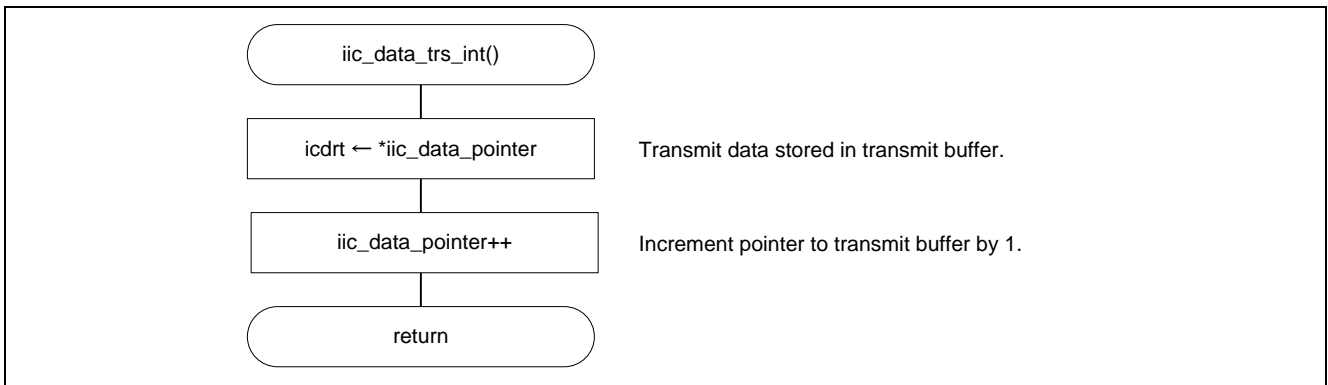 iic_data_trs_int()
icdrt ← *iic_data_pointer
Transmit data stored in transmit buffer.
iic_data_pointer++
Increment pointer to transmit buffer by 1.
return